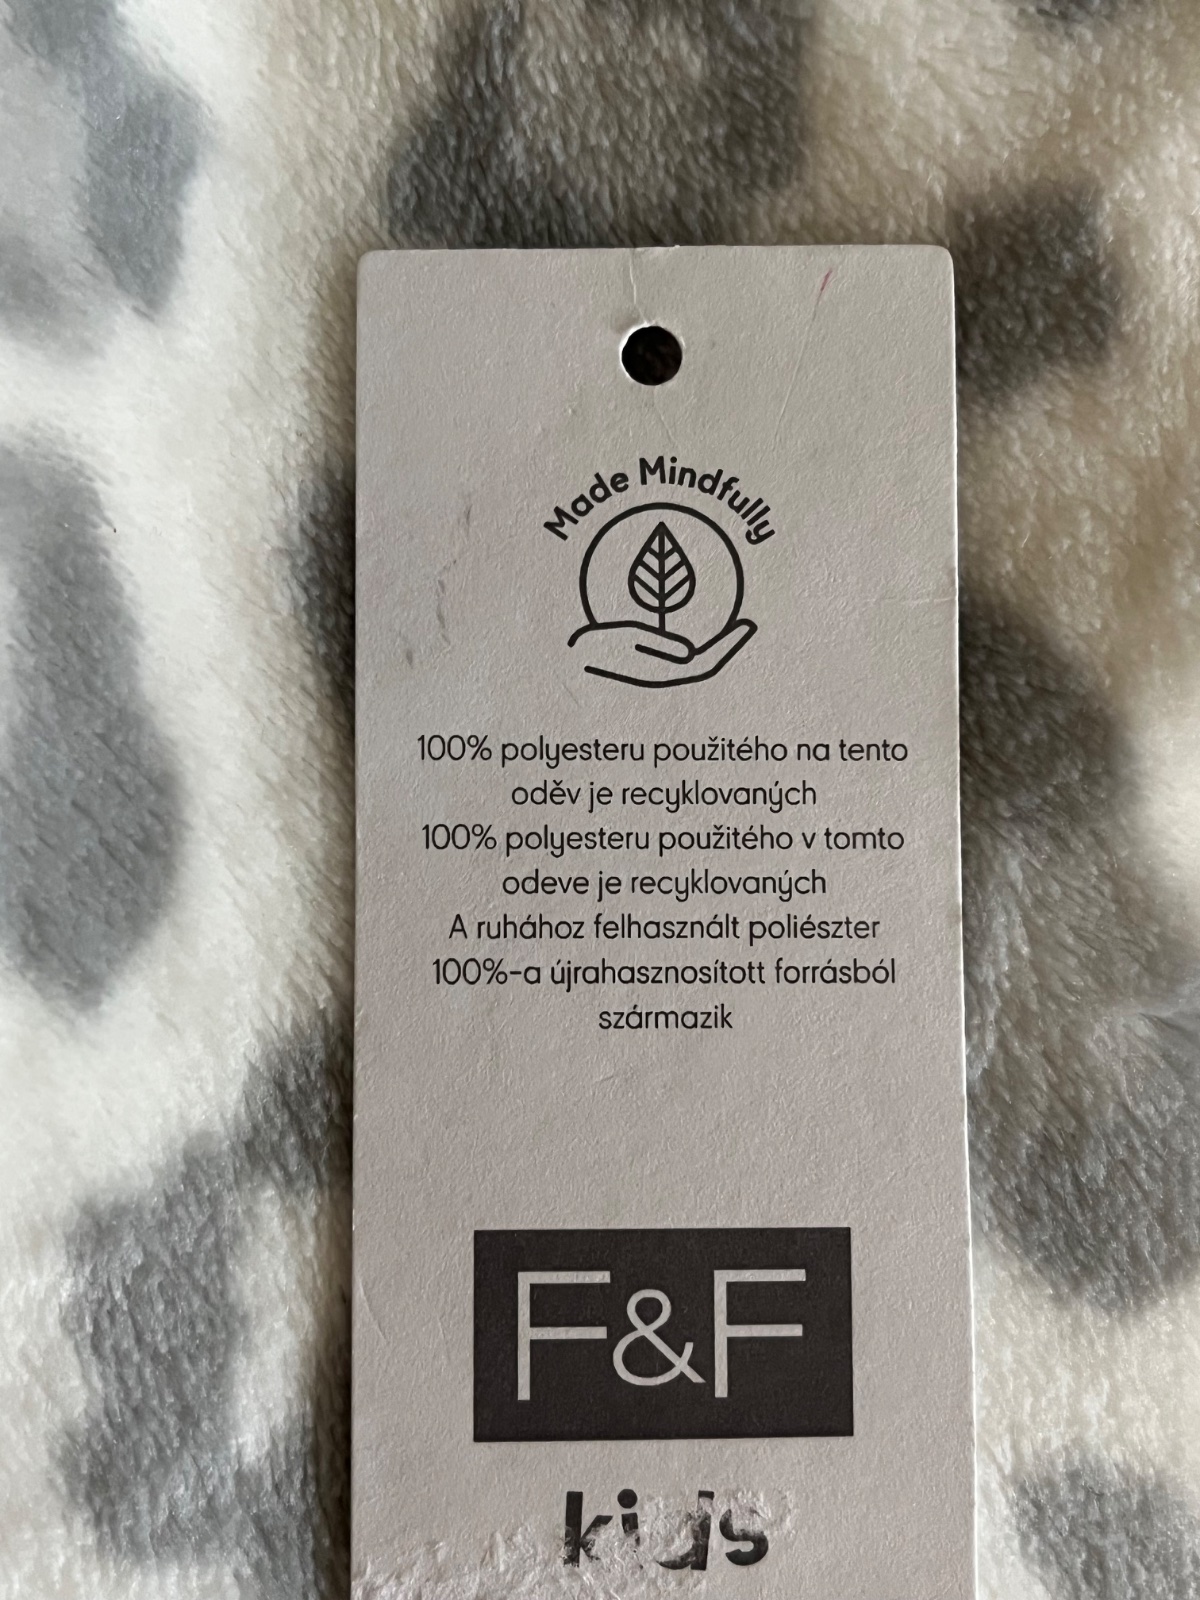 Made Mindfully
100% polyesteru použitého na tento
oděv je recyklovaných
100% polyesteru použitého v tomto
odeve je recyklovaných
A ruhához felhasznált poliészter
100%-a újrahasznosított forrásból
származik
F&F
kids